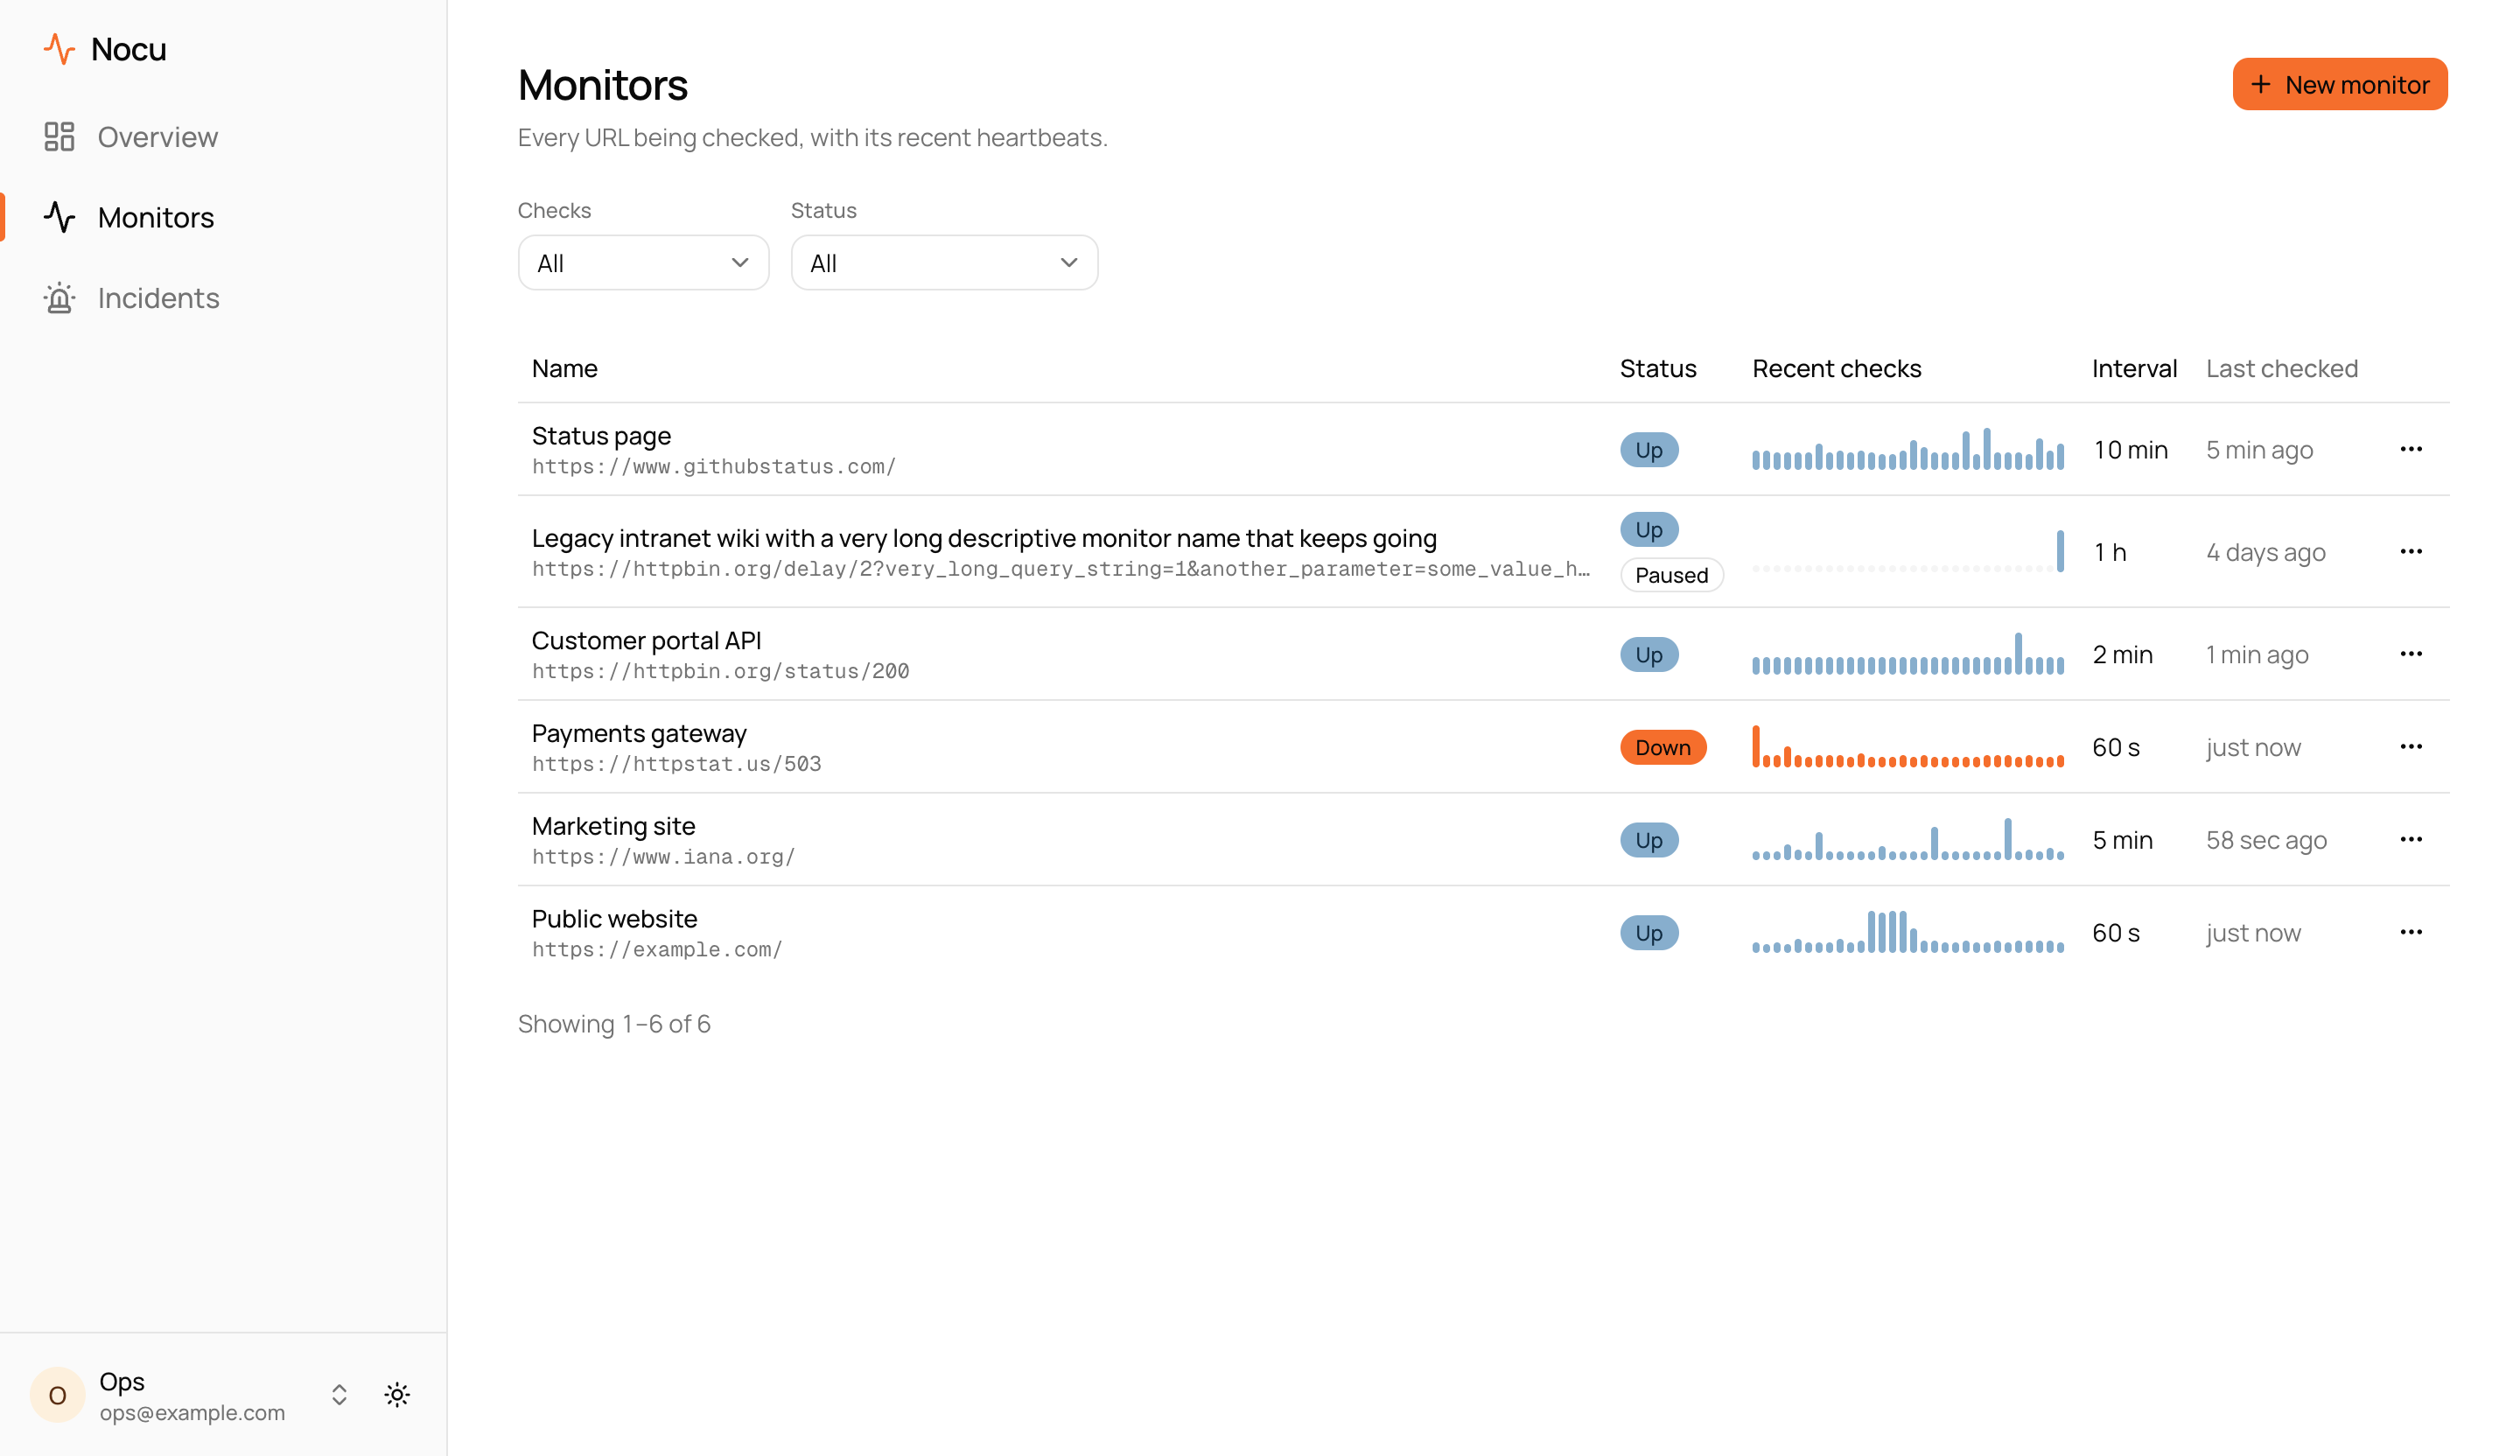 Nocu
Overview
Monitors
Incidents
Monitors
Every URL being checked, with its recent heartbeats.
New monitor
Checks
Status
All
All
Name Status Recent checks Interval Last checked
Status page
https://www.githubstatus.com/
Up
10 min
5 min ago
Legacy intranet wiki with a very long descriptive monitor name that keeps going
https://httpbin.org/delay/2?very_long_query_string=1&another_parameter=some_value_h…
Up
Paused
1 h
4 days ago
Customer portal API
https://httpbin.org/status/200
Up
2 min
1 min ago
Payments gateway
https://httpstat.us/503
Down
60 s
just now
Marketing site
https://www.iana.org/
Up
5 min
58 sec ago
Public website
https://example.com/
Up
60 s
just now
Showing 1–6 of 6
O
Ops
ops@example.com